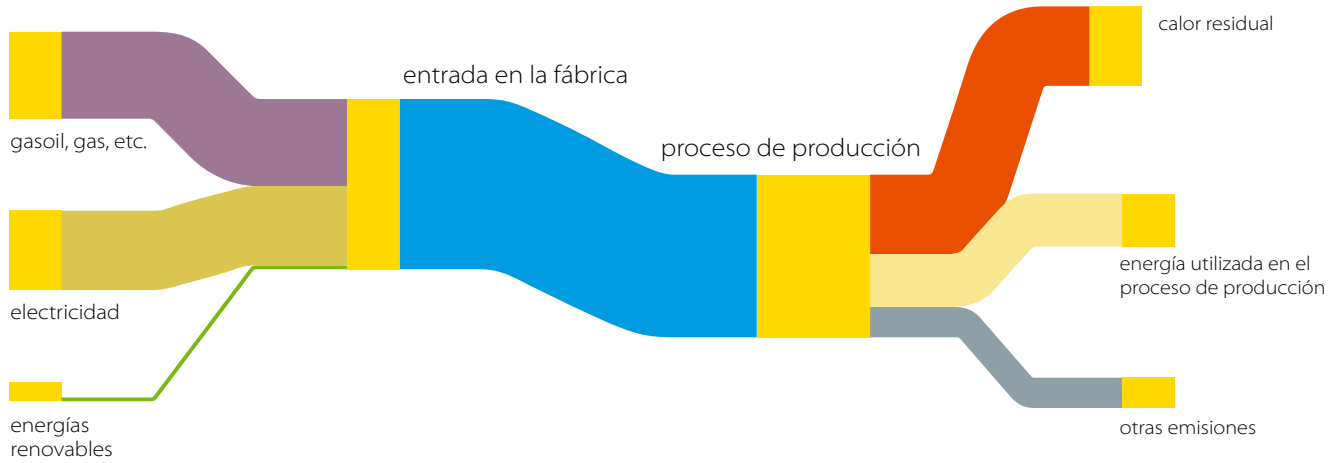 calor residual
entrada en la fábrica
gasoil, gas, etc.
proceso de producción
energía utilizada en el
proceso de producción
electricidad
energías
renovables
otras emisiones